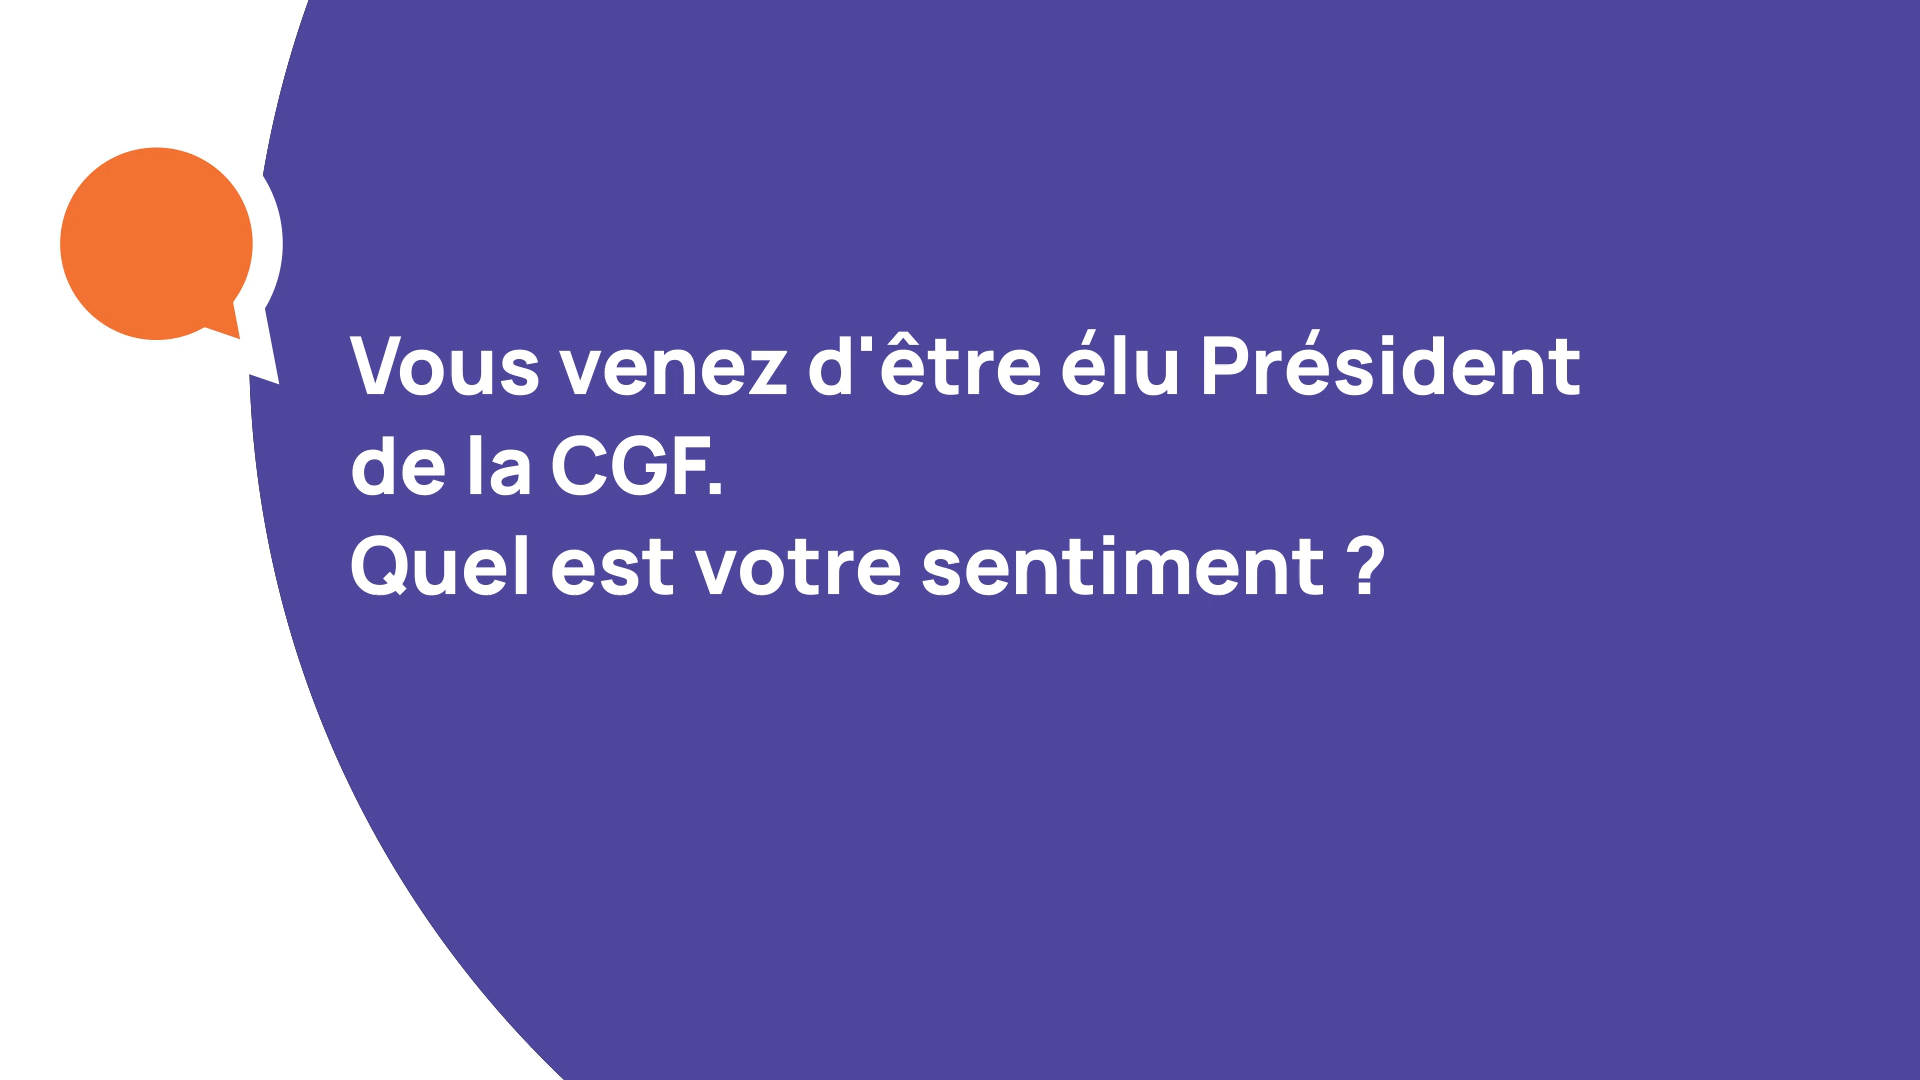 Vous venez d'être élu Président
de la CGF.
Quel est votre sentiment ?